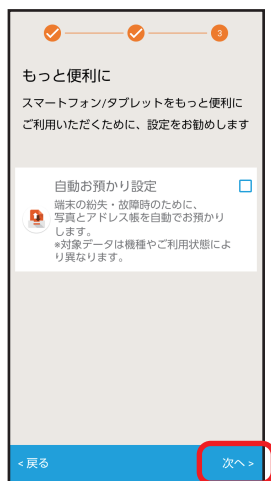 3
もっと便利に
スマートフォン/タブレットをもっと便利に
ご利用いただくために、設定をお勧めします
自動お預かり設定
端末の紛失・故障時のために、
写真とアドレス帳を自動でお預かり
します。
*対象データは機種やご利用状態によ
り異なります。
<戻る
次へ>